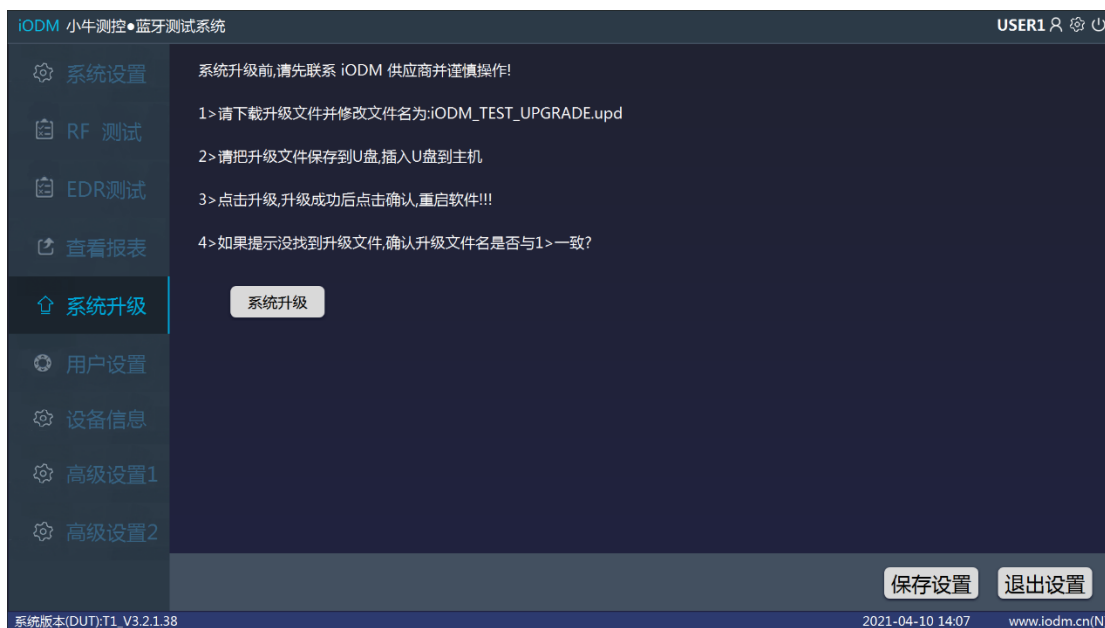 iODM 小牛测控●蓝牙测试系统
USER1
系统设置
RF 测试
EDR测试
查看报表
系统升级
用户设置
设备信息
高级设置1
高级设置2
系统升级前,请先联系 iODM 供应商并谨慎操作!
1>请下载升级文件并修改文件名为:iODM_TEST_UPGRADE.upd
2>请把升级文件保存到U盘,插入U盘到主机
3>点击升级,升级成功后点击确认,重启软件!!!
4>如果提示没找到升级文件,确认升级文件名是否与1>一致?
系统升级
保存设置
退出设置
系统版本(DUT):T1_V3.2.1.38
2021-04-10 14:07
www.iodm.cn(N